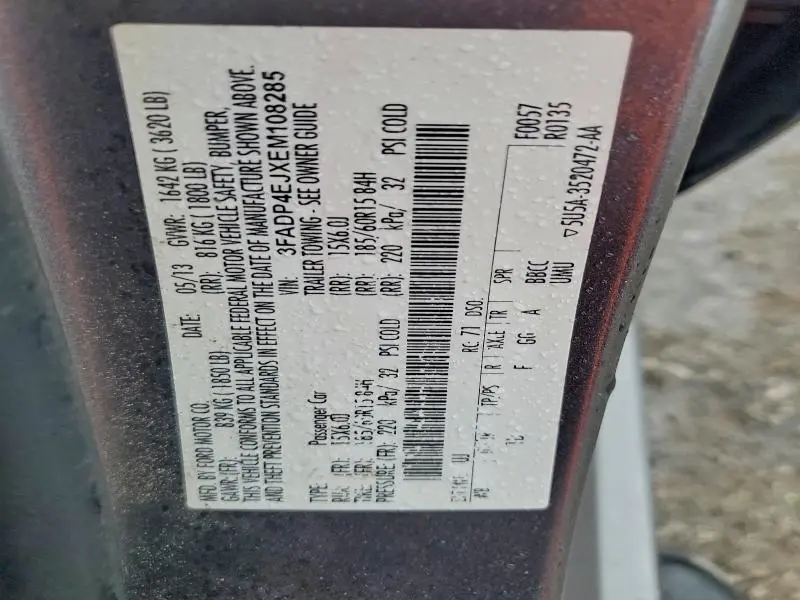 MFD. BY FORD MOTOR CO. DATE: 05/13 GVWR: 1642 KG ( 3620 LB)
GAWR-(FR): 839 KG ( 1850 LB) (RR): 816 KG ( 1800 LB)
THIS VEHICLE CONFORMS TO ALL APPLICABLE FEDERAL MOTOR VEHICLE SAFETY, BUMPER,
AND THEFT PREVENTION STANDARDS IN EFFECT ON THE DATE OF MANUFACTURE SHOWN ABOVE.
VIN: 3FADP4EJXEM108285
TYPE: Passenger Car TRAILER TOWING - SEE OWNER GUIDE
(FR): 15X6.0J (RR): 15X6.0J
TIRE: (FR): 185/60R15 84H (RR): 185/60R15 84H
PRESSURE (FR): 220 kPa/ 32 PSI COLD (RR): 220 kPa/ 32 PSI COLD
UJ RC: 71 DSO: F0057
TP/PS R AXLE TR SPR R0135
F GG A BBCC
UMU ▽5U5A-3520472-AA